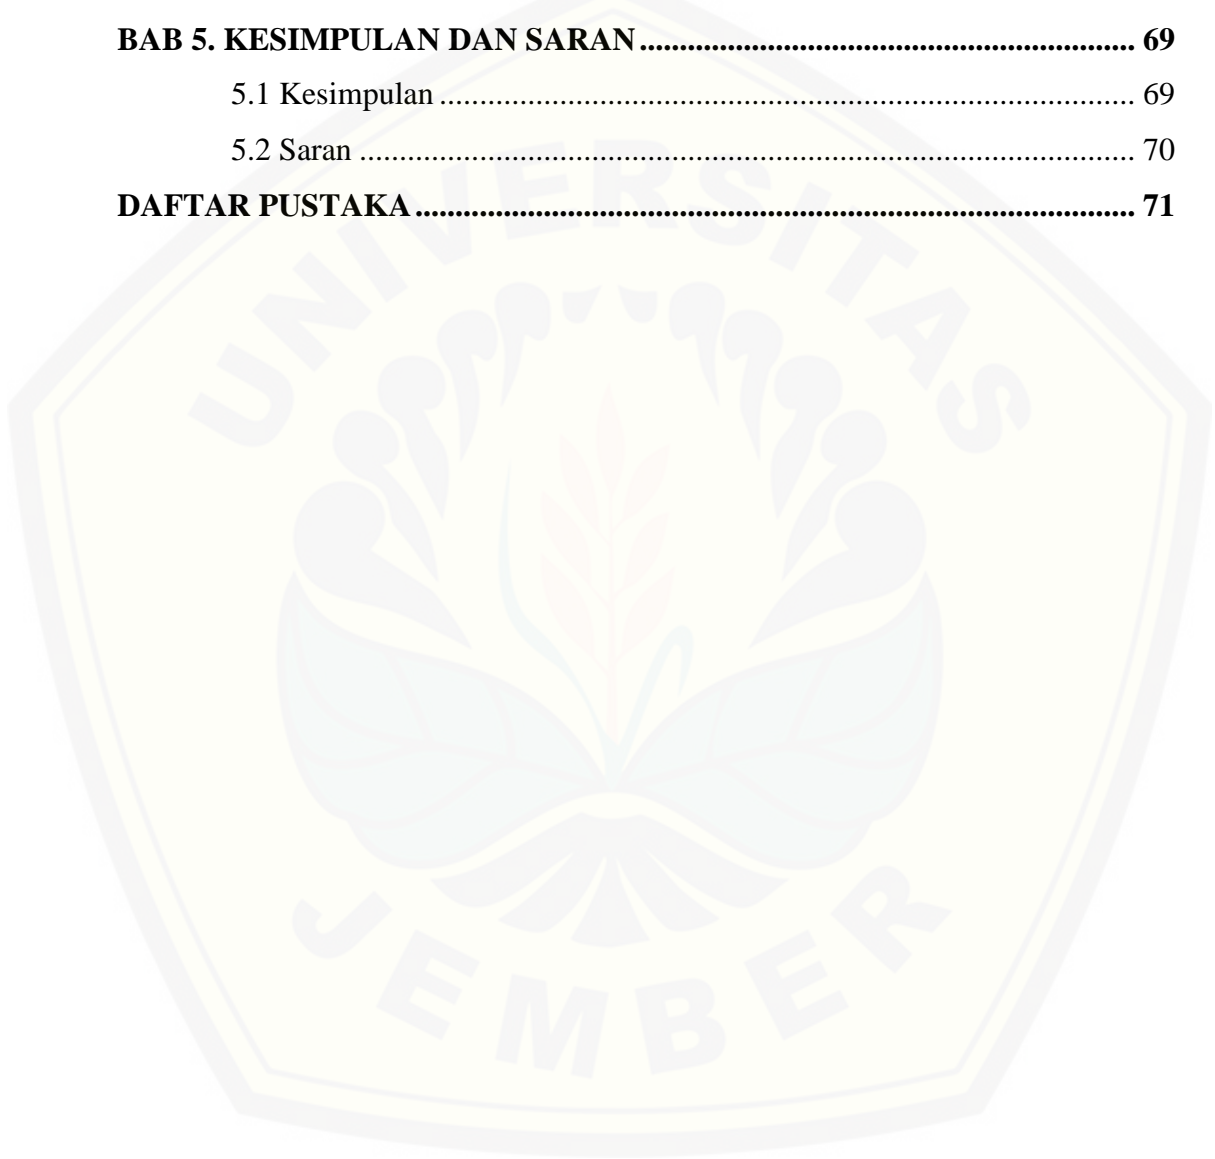 BAB 5. KESIMPULAN DAN SARAN ................................................................ 69
5.1 Kesimpulan ........................................................................................ 69
5.2 Saran .................................................................................................. 70
DAFTAR PUSTAKA ............................................................................................ 71
UNIVERSITAS
JEMBER